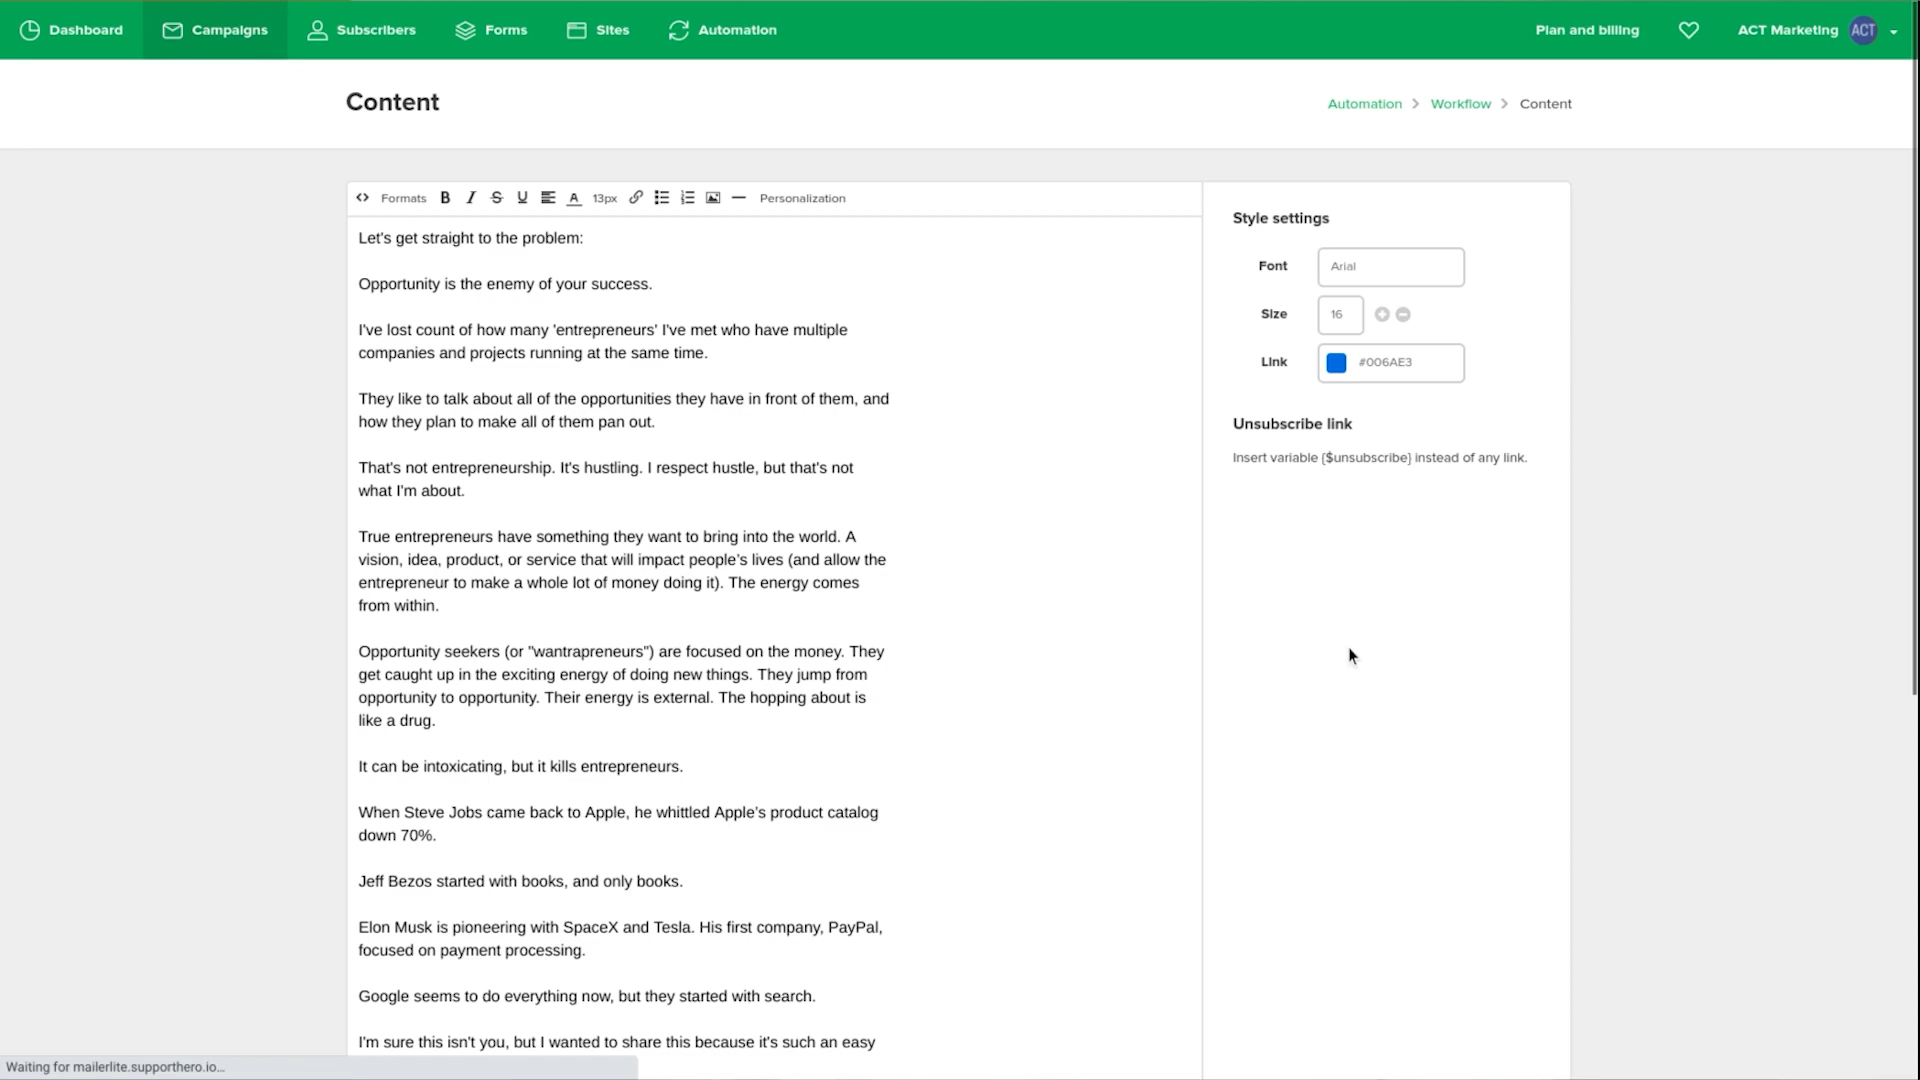 Dashboard
Campaigns
Subscribers
Forms
Sites
Automation
Plan and billing
ACT Marketing
ACT
Content
Automation > Workflow > Content
<> Formats B I S U A 13px Personalization
Let's get straight to the problem:
Opportunity is the enemy of your success.
I've lost count of how many 'entrepreneurs' I've met who have multiple
companies and projects running at the same time.
They like to talk about all of the opportunities they have in front of them, and
how they plan to make all of them pan out.
That's not entrepreneurship. It's hustling. I respect hustle, but that's not
what I'm about.
True entrepreneurs have something they want to bring into the world. A
vision, idea, product, or service that will impact people's lives (and allow the
entrepreneur to make a whole lot of money doing it). The energy comes
from within.
Opportunity seekers (or "wantrapreneurs") are focused on the money. They
get caught up in the exciting energy of doing new things. They jump from
opportunity to opportunity. Their energy is external. The hopping about is
like a drug.
It can be intoxicating, but it kills entrepreneurs.
When Steve Jobs came back to Apple, he whittled Apple's product catalog
down 70%.
Jeff Bezos started with books, and only books.
Elon Musk is pioneering with SpaceX and Tesla. His first company, PayPal,
focused on payment processing.
Google seems to do everything now, but they started with search.
I'm sure this isn't you, but I wanted to share this because it's such an easy
Style settings
Font Arial
Size 16
Link #006AE3
Unsubscribe link
Insert variable {$unsubscribe} instead of any link.
Waiting for mailerlite.supporthero.io...